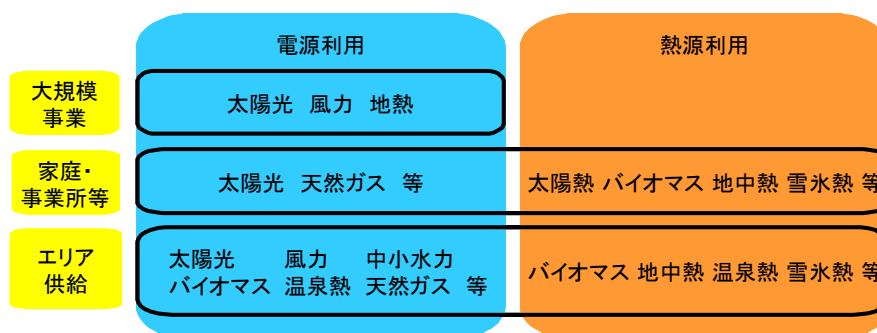 電源利用 熱源利用
大規模
事業
太陽光 風力 地熱
家庭・
事業所等
太陽光 天然ガス 等 太陽熱 バイオマス 地中熱 雪氷熱 等
エリア
供給
太陽光 風力 中小水力
バイオマス 温泉熱 天然ガス 等
バイオマス 地中熱 温泉熱 雪氷熱 等